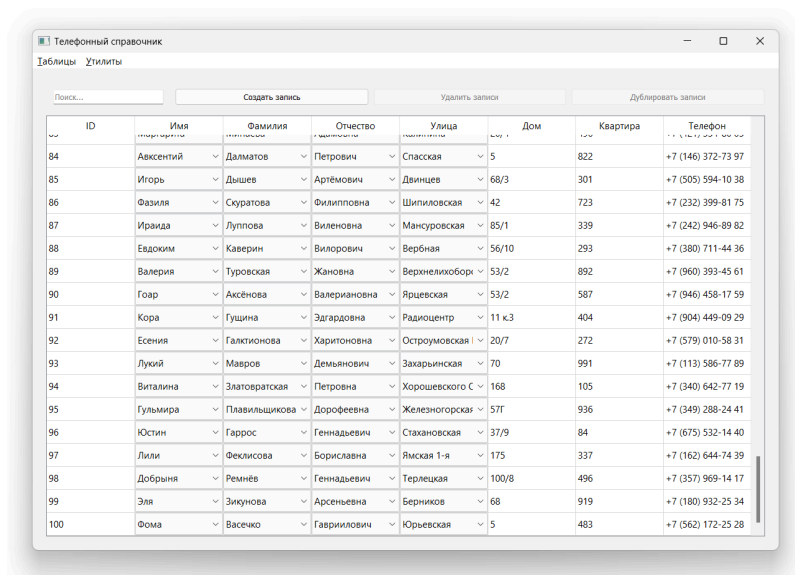 Телефонный справочник
Таблицы Утилиты
Поиск... Создать запись Удалить записи Дублировать записи
ID Имя Фамилия Отчество Улица Дом Квартира Телефон
84 Авксентий Далматов Петрович Спасская 5 822 +7 (146) 372-73 97
85 Игорь Дышев Артёмович Двинцев 68/3 301 +7 (505) 594-10 38
86 Фазиля Скуратова Филипповна Шипиловская 42 723 +7 (232) 399-81 75
87 Ираида Луппова Виленовна Мансуровская 85/1 339 +7 (242) 946-89 82
88 Евдоким Каверин Вилорович Вербная 56/10 293 +7 (380) 711-44 36
89 Валерия Туровская Жановна Верхнелихоборс 53/2 892 +7 (960) 393-45 61
90 Гоар Аксёнова Валериановна Ярцевская 53/2 587 +7 (946) 458-17 59
91 Кора Гущина Эдгардовна Радиоцентр 11 к.3 404 +7 (904) 449-09 29
92 Есения Галктионова Харитоновна Остроумовская 20/7 272 +7 (579) 010-58 31
93 Лукий Мавров Демьянович Захарьинская 70 991 +7 (113) 586-77 89
94 Виталина Златовратская Петровна Хорошевского С 168 105 +7 (340) 642-77 19
95 Гульмира Плавильщикова Дорофеевна Железногорская 57Г 936 +7 (349) 288-24 41
96 Юстин Гаррос Геннадьевич Стахановская 37/9 84 +7 (675) 532-14 40
97 Лили Феклисова Бориславна Ямская 1-я 175 337 +7 (162) 644-74 39
98 Добрыня Ремнёв Геннадьевич Терлецкая 100/8 496 +7 (357) 969-14 17
99 Эля Зикунова Арсеньевна Берников 68 919 +7 (180) 932-25 34
100 Фома Васечко Гавриилович Юрьевская 5 483 +7 (562) 172-25 28